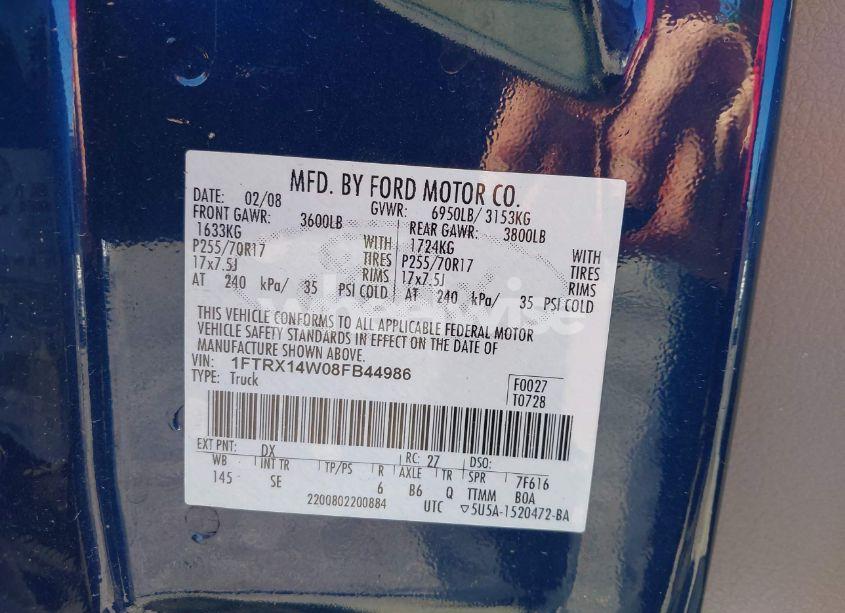 MFD. BY FORD MOTOR CO.
DATE: 02/08 GVWR: 6950LB/ 3153KG
FRONT GAWR: 3600LB REAR GAWR: 3800LB
1633KG WITH 1724KG WITH
P255/70R17 TIRES P255/70R17 TIRES
17x7.5J RIMS 17x7.5J RIMS
AT 240 kPa/ 35 PSI COLD AT 240 kPa/ 35 PSI COLD
wheelwise
THIS VEHICLE CONFORMS TO ALL APPLICABLE FEDERAL MOTOR
VEHICLE SAFETY STANDARDS IN EFFECT ON THE DATE OF
MANUFACTURE SHOWN ABOVE.
VIN: 1FTRX14W08FB44986
TYPE: Truck
F0027
T0728
EXT PNT: DX RC: 27 DSO:
WB INT TR TP/PS R AXLE TR SPR 7F616
145 SE 6 B6 Q TTMM B0A
2200802200884 UTC ▽5U5A-1520472-BA